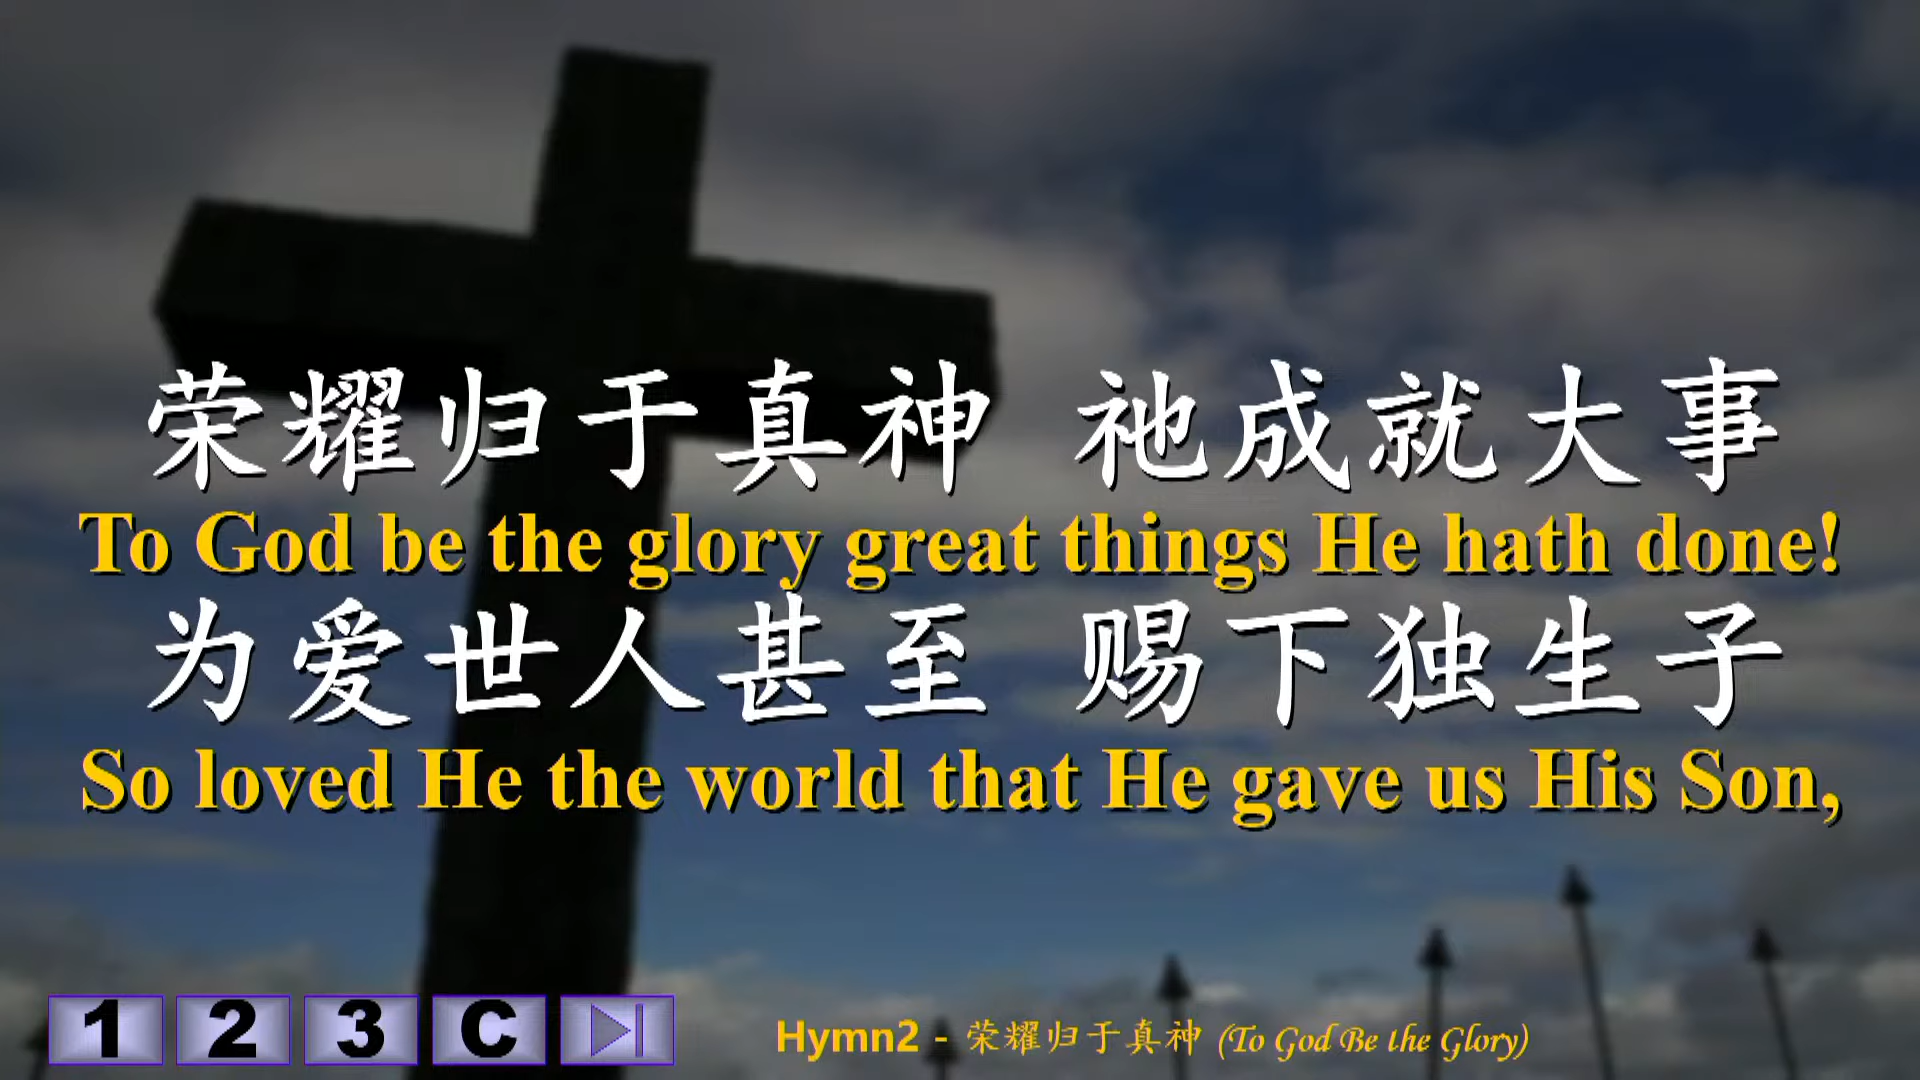 荣耀归于真神 祂成就大事
To God be the glory great things He hath done!
为爱世人甚至 赐下独生子
So loved He the world that He gave us His Son,
1 2 3 C
Hymn2 - 荣耀归于真神 (To God Be the Glory)